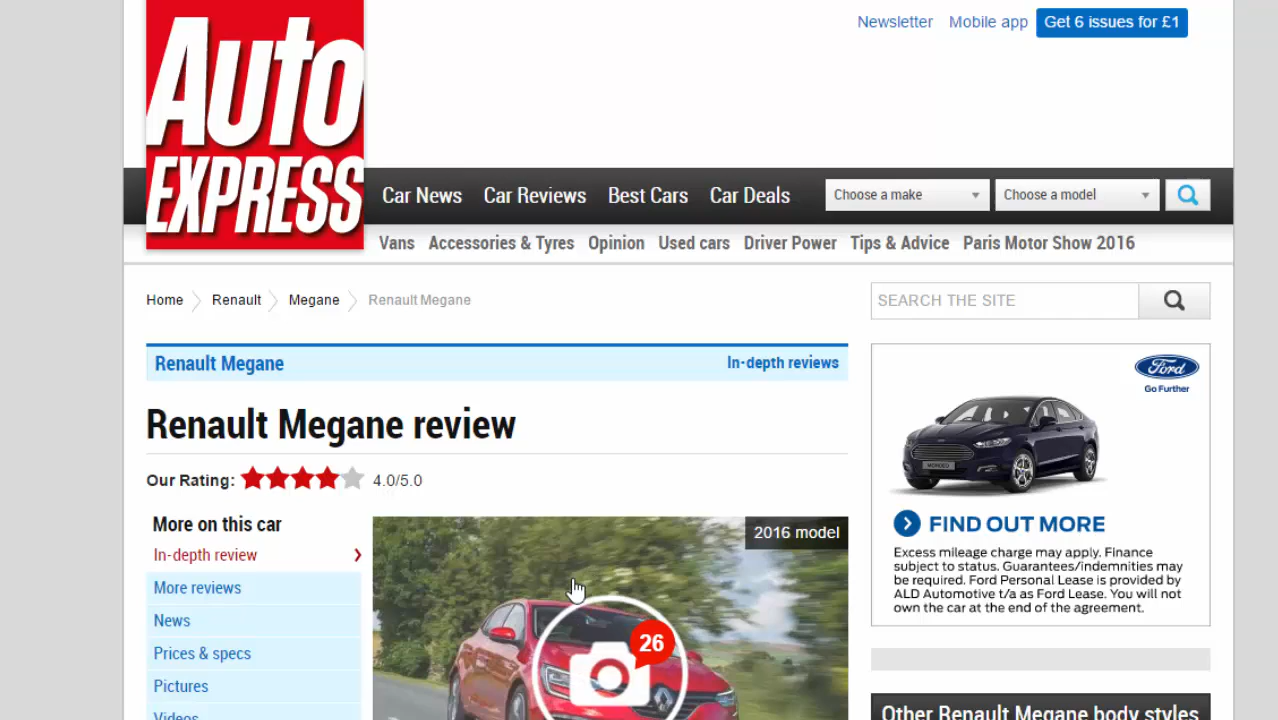 Newsletter Mobile app Get 6 issues for £1
Auto
EXPRESS
Car News Car Reviews Best Cars Car Deals Choose a make Choose a model
Vans Accessories & Tyres Opinion Used cars Driver Power Tips & Advice Paris Motor Show 2016
Home Renault Megane Renault Megane
SEARCH THE SITE
Renault Megane In-depth reviews
Renault Megane review
Our Rating: 4.0/5.0
More on this car
In-depth review
More reviews
News
Prices & specs
Pictures
Videos
2016 model
26
Ford
Go Further
MONDEO
FIND OUT MORE
Excess mileage charge may apply. Finance
subject to status. Guarantees/indemnities may
be required. Ford Personal Lease is provided by
ALD Automotive t/a as Ford Lease. You will not
own the car at the end of the agreement.
Other Renault Megane body styles